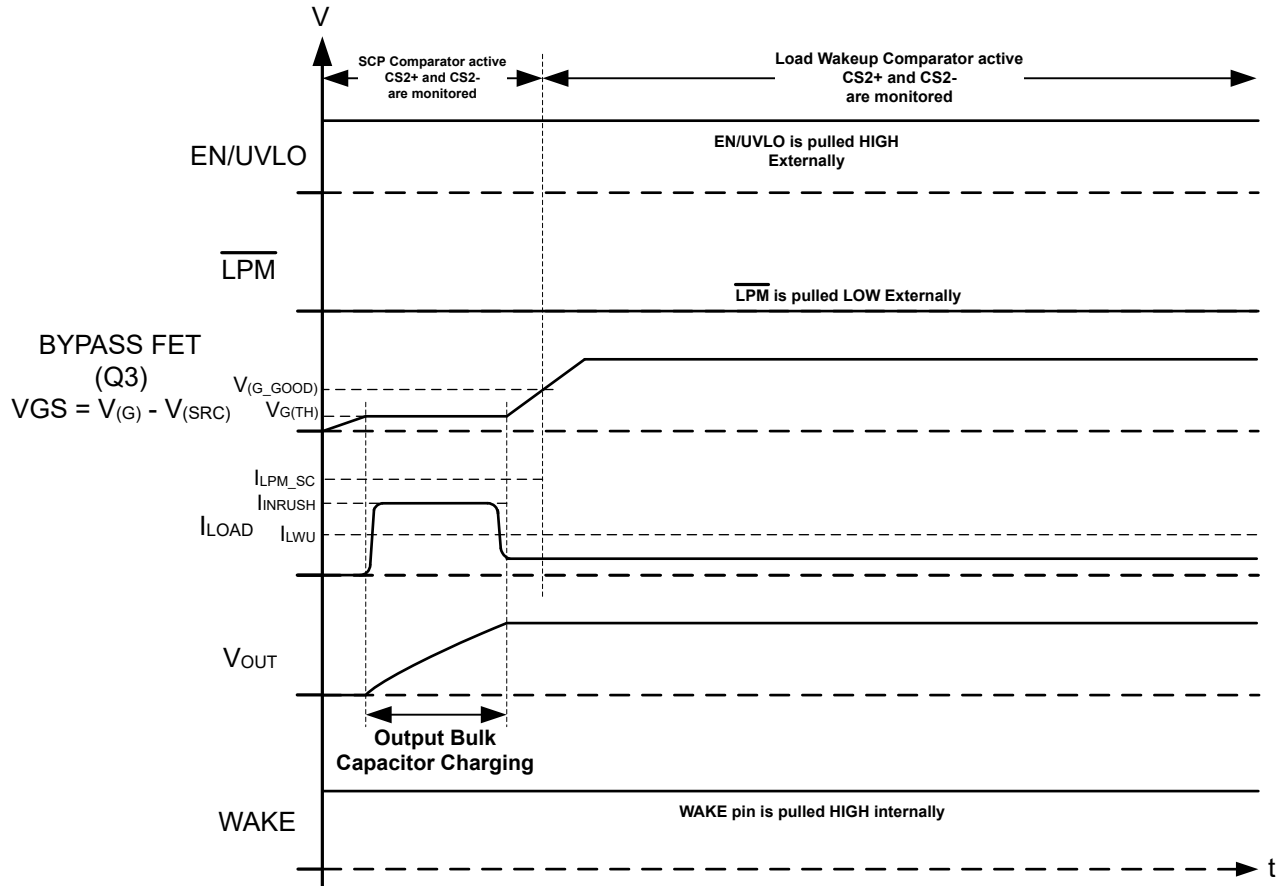 V
SCP Comparator active
CS2+ and CS2-
are monitored
Load Wakeup Comparator active
CS2+ and CS2-
are monitored
EN/UVLO
EN/UVLO is pulled HIGH
Externally
LPM
LPM is pulled LOW Externally
BYPASS FET
(Q3)
VGS = V(G) - V(SRC)
V(G_GOOD)
VG(TH)
ILPM_SC
IINRUSH
ILOAD
ILWU
VOUT
Output Bulk
Capacitor Charging
WAKE
WAKE pin is pulled HIGH internally
t